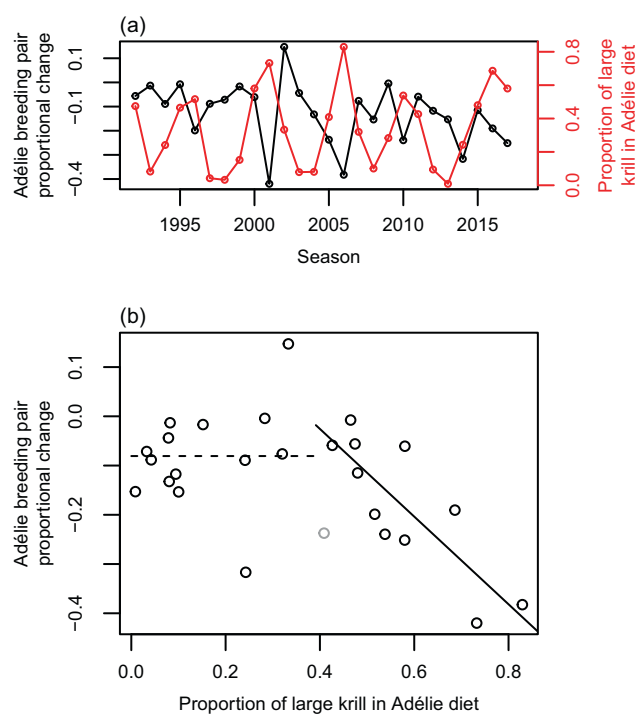 (a)
Adélie breeding pair
proportional change
0.1
−0.1
−0.4
0.8
0.4
0.0
Proportion of large
krill in Adélie diet
1995 2000 2005 2010 2015
Season
(b)
Adélie breeding pair
proportional change
0.1
0.0
−0.2
−0.4
0.0 0.2 0.4 0.6 0.8
Proportion of large krill in Adélie diet